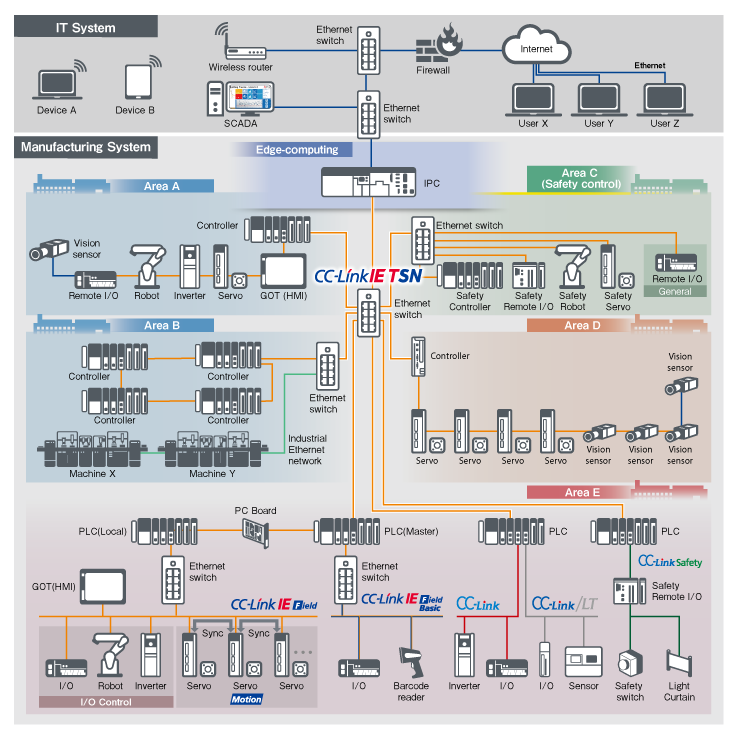 IT System
Device A
Device B
Wireless router
Ethernet
switch
Firewall
Internet
Ethernet
SCADA
Ethernet
switch
User X
User Y
User Z
Manufacturing System
Edge-computing
IPC
Area A
Vision
sensor
Controller
Remote I/O
Robot
Inverter
Servo
GOT (HMI)
CC-Link IE TSN
Area C
(Safety control)
Ethernet switch
Safety
Controller
Safety
Remote I/O
Safety
Robot
Safety
Servo
Remote I/O
General
Ethernet
switch
Area B
Controller
Controller
Controller
Controller
Ethernet
switch
Industrial
Ethernet
network
Machine X
Machine Y
Area D
Controller
Vision
sensor
Servo
Servo
Servo
Servo
Vision
sensor
Vision
sensor
Vision
sensor
Area E
PLC(Local)
PC Board
PLC(Master)
PLC
PLC
GOT(HMI)
Ethernet
switch
Ethernet
switch
CC-Link Safety
Safety
Remote I/O
CC-Link IE Field
CC-Link IE Field
Basic
CC-Link
CC-Link/LT
Sync
Sync
I/O
Robot
Inverter
I/O Control
Servo
Servo
Servo
Motion
I/O
Barcode
reader
Inverter
I/O
I/O
Sensor
Safety
switch
Light
Curtain